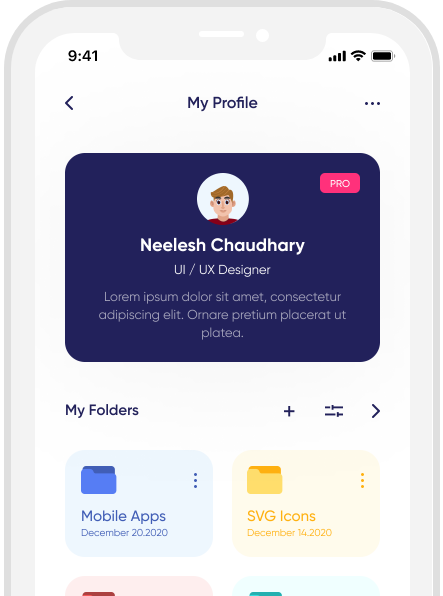 9:41
My Profile
PRO
Neelesh Chaudhary
UI / UX Designer
Lorem ipsum dolor sit amet, consectetur
adipiscing elit. Ornare pretium placerat ut
platea.
My Folders
Mobile Apps
December 20.2020
SVG Icons
December 14.2020